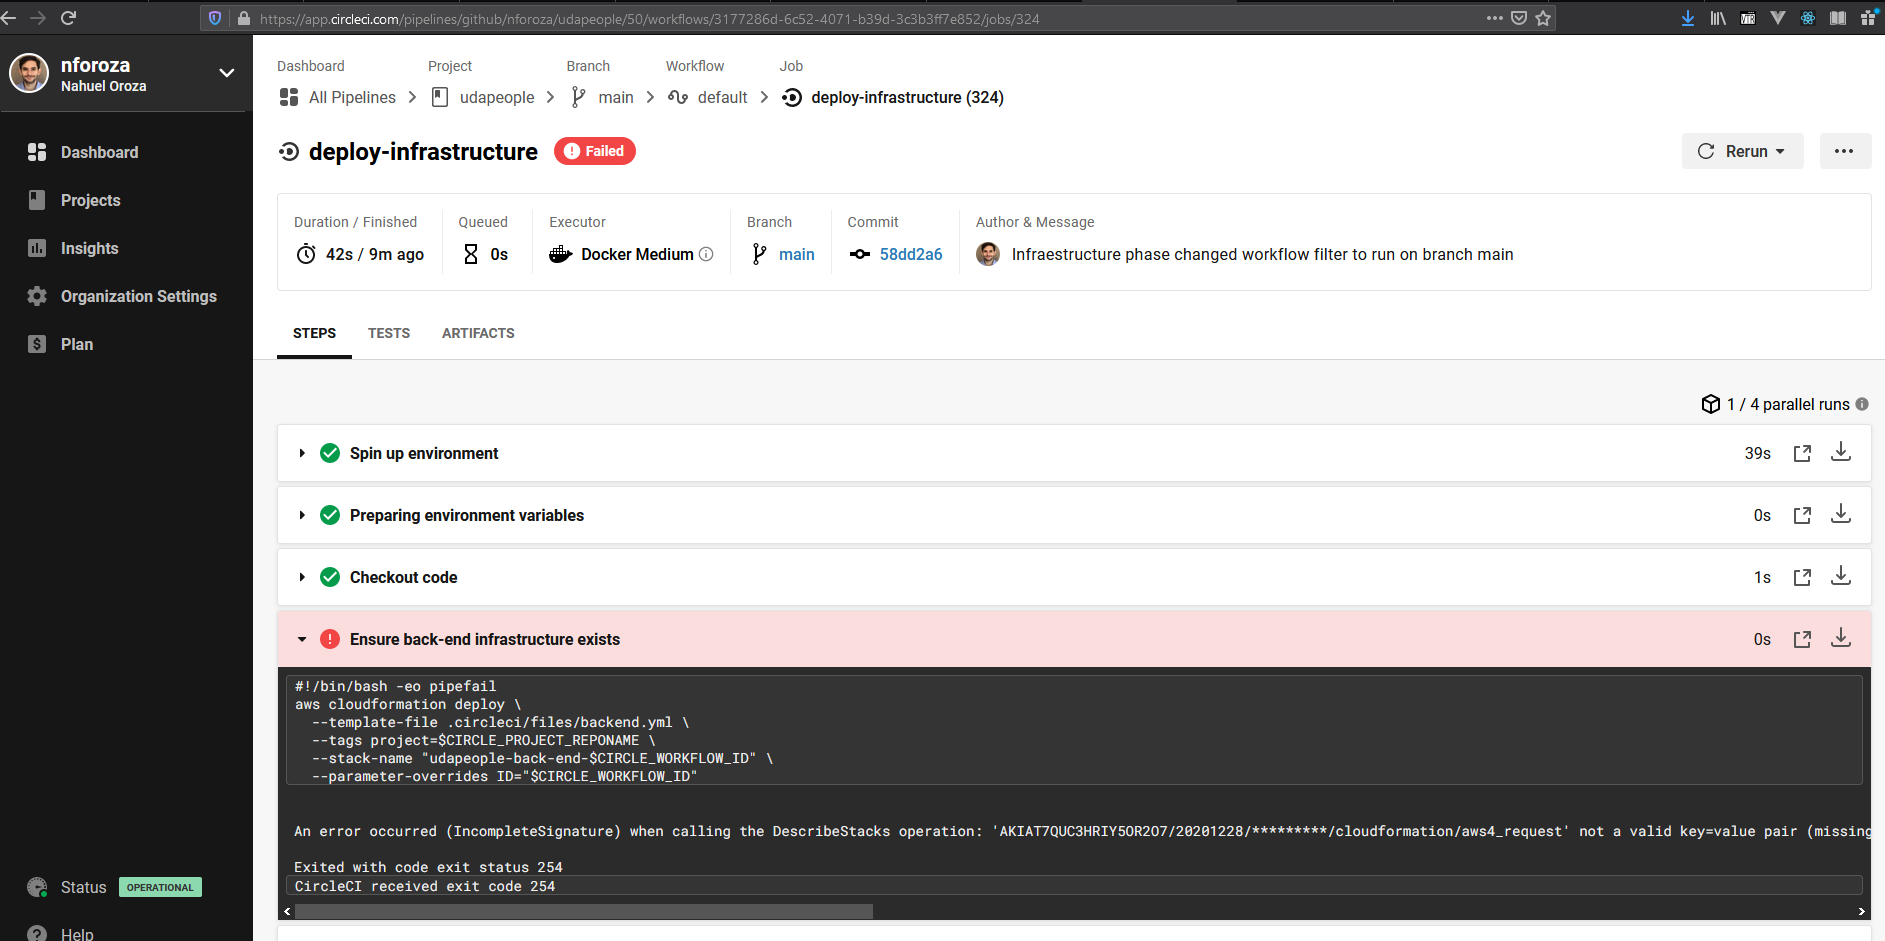 https://app.circleci.com/pipelines/github/nforoza/udapeople/50/workflows/3177286d-6c52-4071-b39d-3c3b3ff7e852/jobs/324
nforoza
Nahuel Oroza
Dashboard
Projects
Insights
Organization Settings
Plan
Status OPERATIONAL
Help
Dashboard Project Branch Workflow Job
All Pipelines udapeople main default deploy-infrastructure (324)
deploy-infrastructure Failed
Rerun
Duration / Finished Queued Executor Branch Commit Author & Message
42s / 9m ago 0s Docker Medium main 58dd2a6 Infraestructure phase changed workflow filter to run on branch main
STEPS TESTS ARTIFACTS
1 / 4 parallel runs
Spin up environment 39s
Preparing environment variables 0s
Checkout code 1s
Ensure back-end infrastructure exists 0s
#!/bin/bash -eo pipefail
aws cloudformation deploy \
--template-file .circleci/files/backend.yml \
--tags project=$CIRCLE_PROJECT_REPONAME \
--stack-name "udapeople-back-end-$CIRCLE_WORKFLOW_ID" \
--parameter-overrides ID="$CIRCLE_WORKFLOW_ID"
An error occurred (IncompleteSignature) when calling the DescribeStacks operation: 'AKIAT7QUC3HRIY5OR2O7/20201228/*********/cloudformation/aws4_request' not a valid key=value pair (missing
Exited with code exit status 254
CircleCI received exit code 254